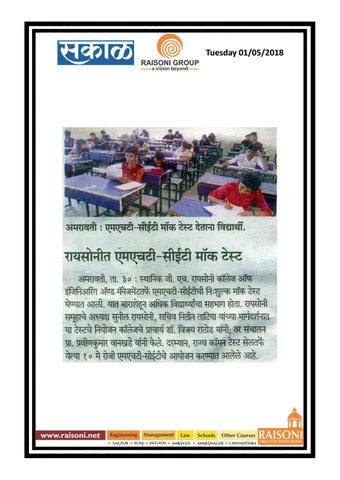 सकाळ
RAISONI GROUP
a vision beyond
Tuesday 01/05/2018
अमरावती : एमएचटी-सीईटी मॉक टेस्ट देताना विद्यार्थी.
रायसोनीत एमएचटी-सीईटी मॉक टेस्ट
अमरावती, ता. ३० : स्थानिक जी. एच. रायसोनी कॉलेज ऑफ
इंजिनिअरिंग अ‍ॅण्ड मॅनेजमेंटतर्फे एमएचटी-सीईटीची निःशुल्क मॉक टेस्ट
घेण्यात आली. यात बाराशेहून अधिक विद्यार्थ्यांचा सहभाग होता. रायसोनी
समूहाचे अध्यक्ष सुनील रायसोनी, सचिव नितीन ताटिया यांच्या मार्गदर्शनात
या टेस्टचे नियोजन कॉलेजचे प्राचार्य डॉ. विजय राठोड यांनी; तर संचालन
प्रा. प्रवीणकुमार वानखडे यांनी केले. दरम्यान, राज्य कॉमन टेस्ट सेलतर्फे
येत्या १० मे रोजी एमएचटी-सीईटीचे आयोजन करण्यात आलेले आहे.
www.raisoni.net Engineering Management Law Schools Other Courses RAISONI
NAGPUR PUNE JALGAON AMRAVATI AHMEDNAGAR CHHINDWARA